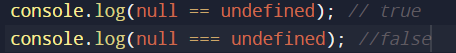 console.log(null == undefined); // true
console.log(null === undefined); //false